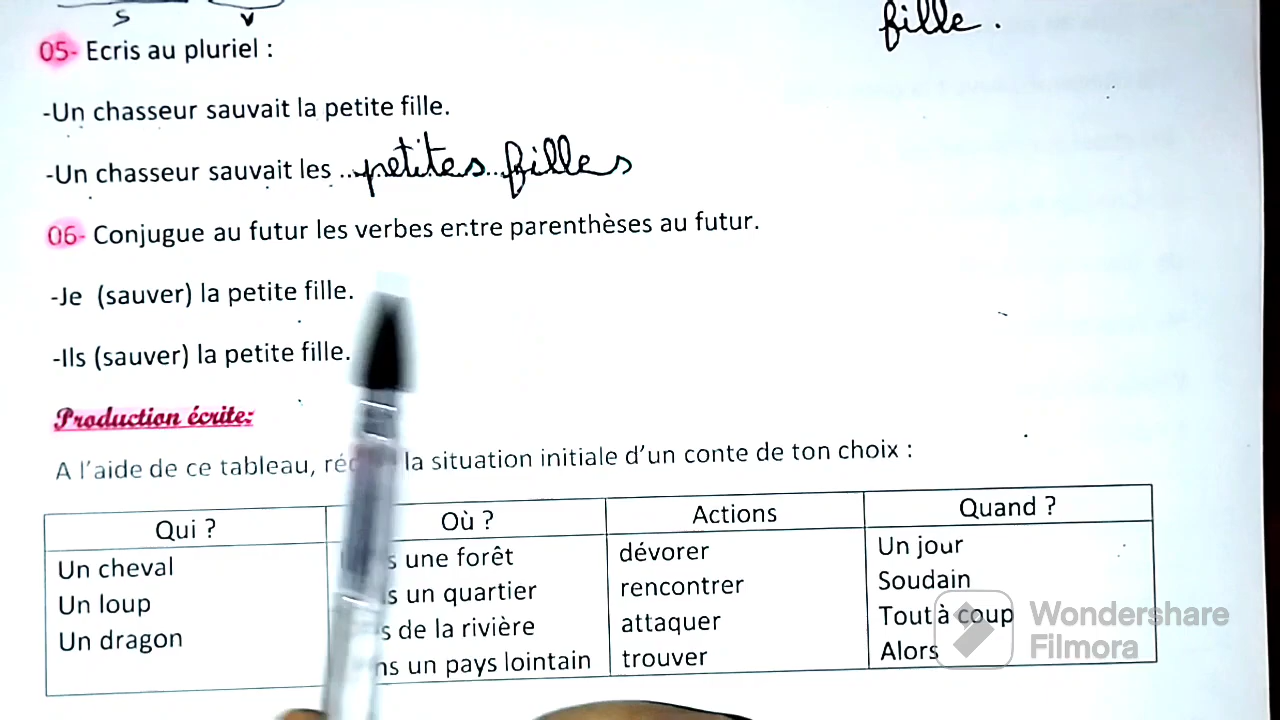 S V
fille.
05- Ecris au pluriel :
-Un chasseur sauvait la petite fille.
-Un chasseur sauvait les ...petites...filles
06- Conjugue au futur les verbes entre parenthèses au futur.
-Je (sauver) la petite fille.
-Ils (sauver) la petite fille.
Production écrite:
A l'aide de ce tableau, la situation initiale d'un conte de ton choix :
Qui ? Où ? Actions Quand ?
Un cheval une forêt dévorer Un jour
Un loup un quartier rencontrer Soudain
Un dragon de la rivière attaquer Tout à coup
un pays lointain trouver Alors
Wondershare
Filmora